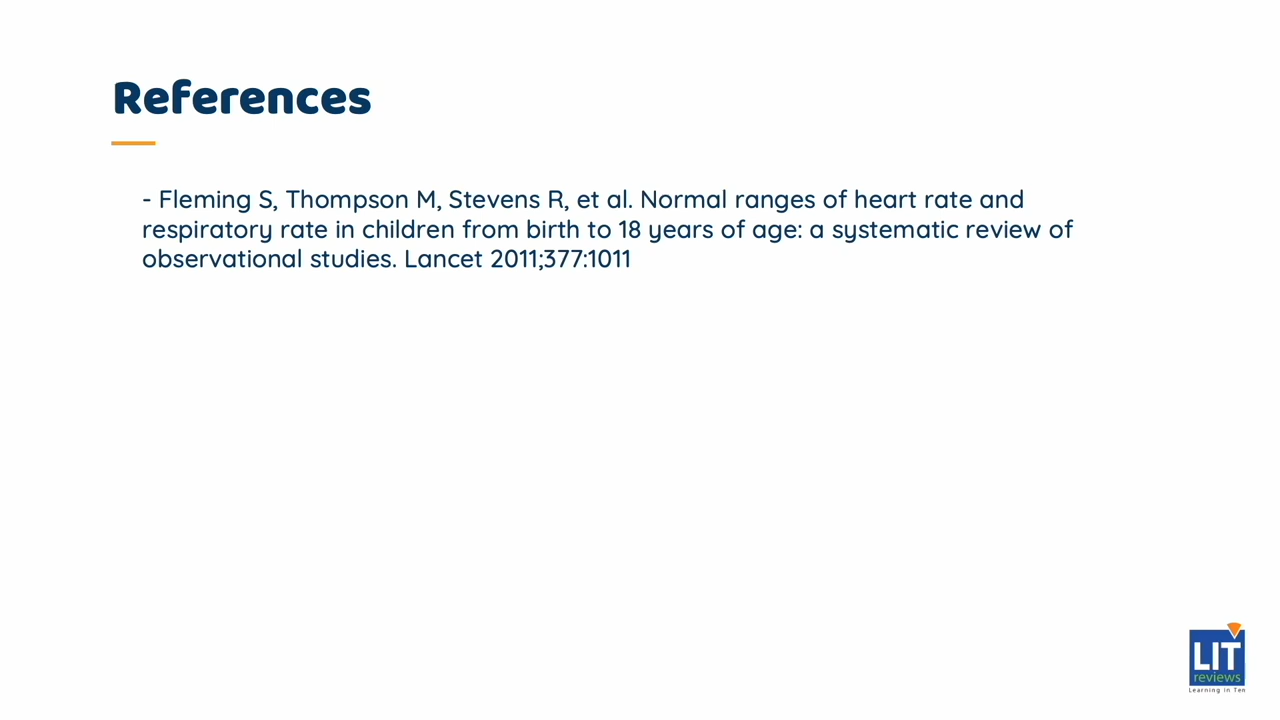 References
- Fleming S, Thompson M, Stevens R, et al. Normal ranges of heart rate and
respiratory rate in children from birth to 18 years of age: a systematic review of
observational studies. Lancet 2011;377:1011
LIT
reviews
Learning in Ten